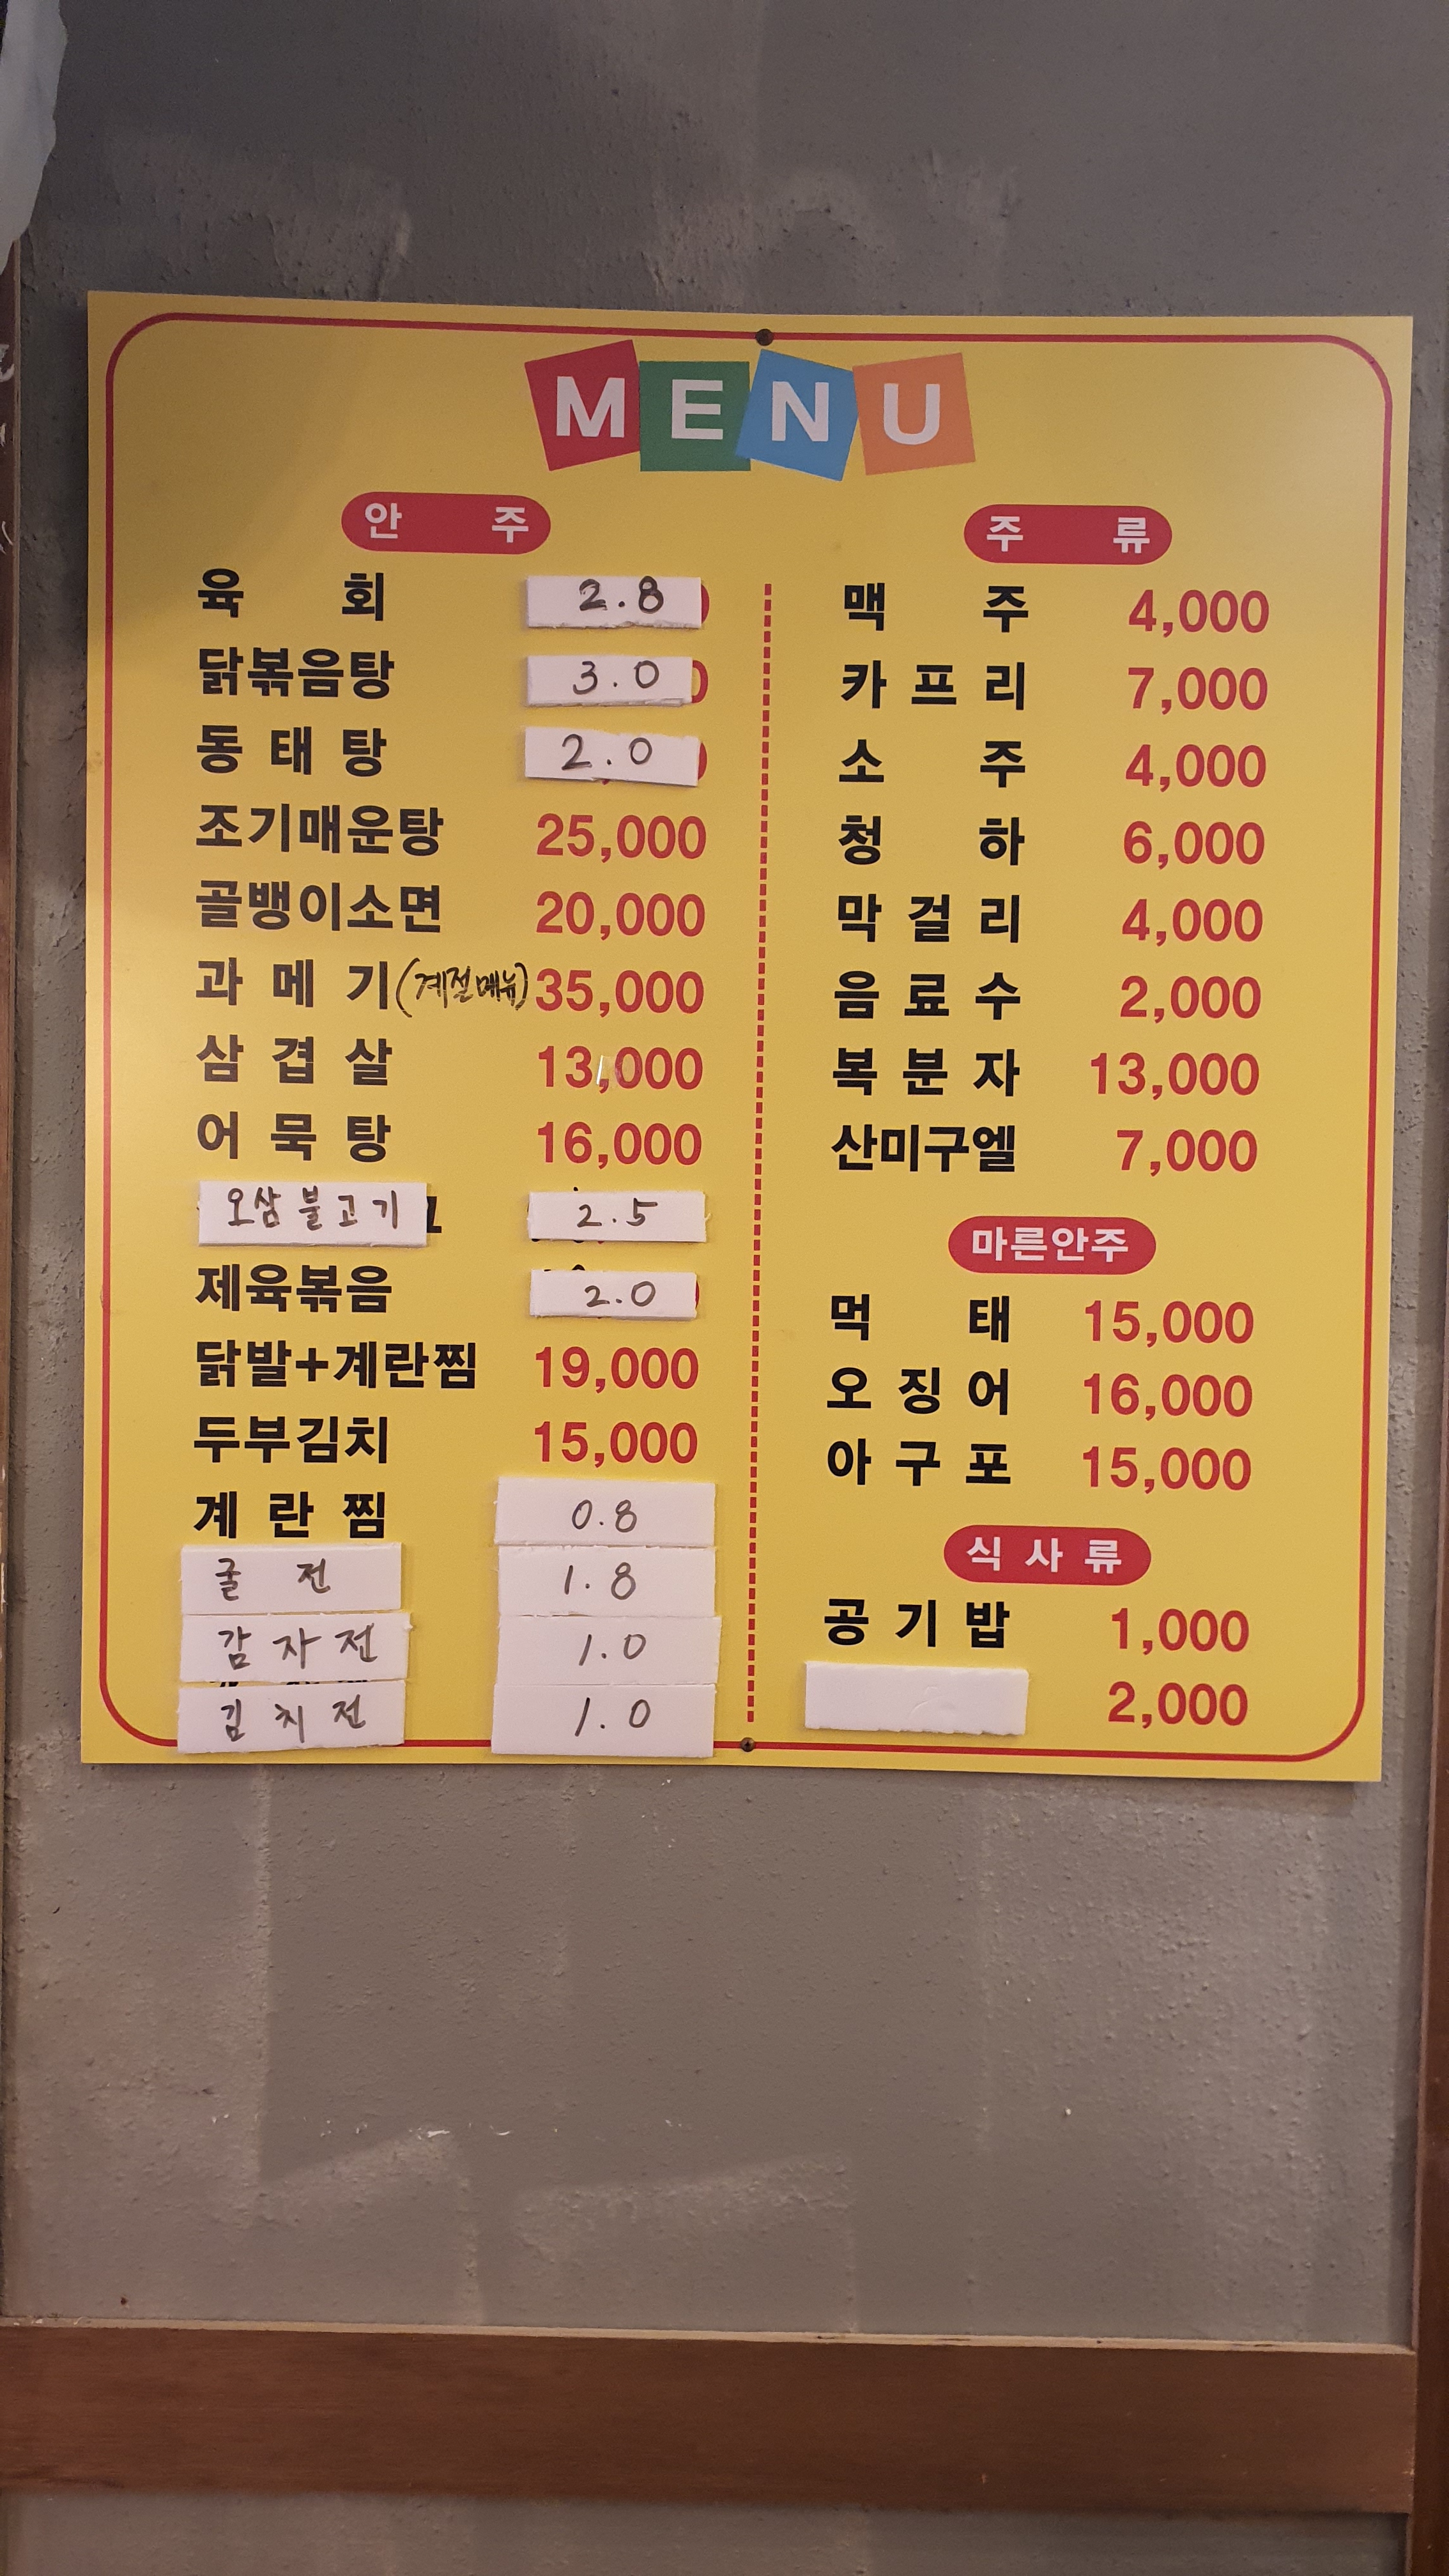 MENU
안 주
육 회 2.8
닭볶음탕 3.0
동 태 탕 2.0
조기매운탕 25,000
골뱅이소면 20,000
과 메 기 (계절메뉴) 35,000
삼 겹 살 13,000
어 묵 탕 16,000
오삼불고기 2.5
제육볶음 2.0
닭발+계란찜 19,000
두부김치 15,000
계 란 찜 0.8
굴 전 1.8
감 자 전 1.0
김 치 전 1.0
주 류
맥 주 4,000
카 프 리 7,000
소 주 4,000
청 하 6,000
막 걸 리 4,000
음 료 수 2,000
복 분 자 13,000
산미구엘 7,000
마른안주
먹 태 15,000
오 징 어 16,000
아 구 포 15,000
식 사 류
공 기 밥 1,000
2,000